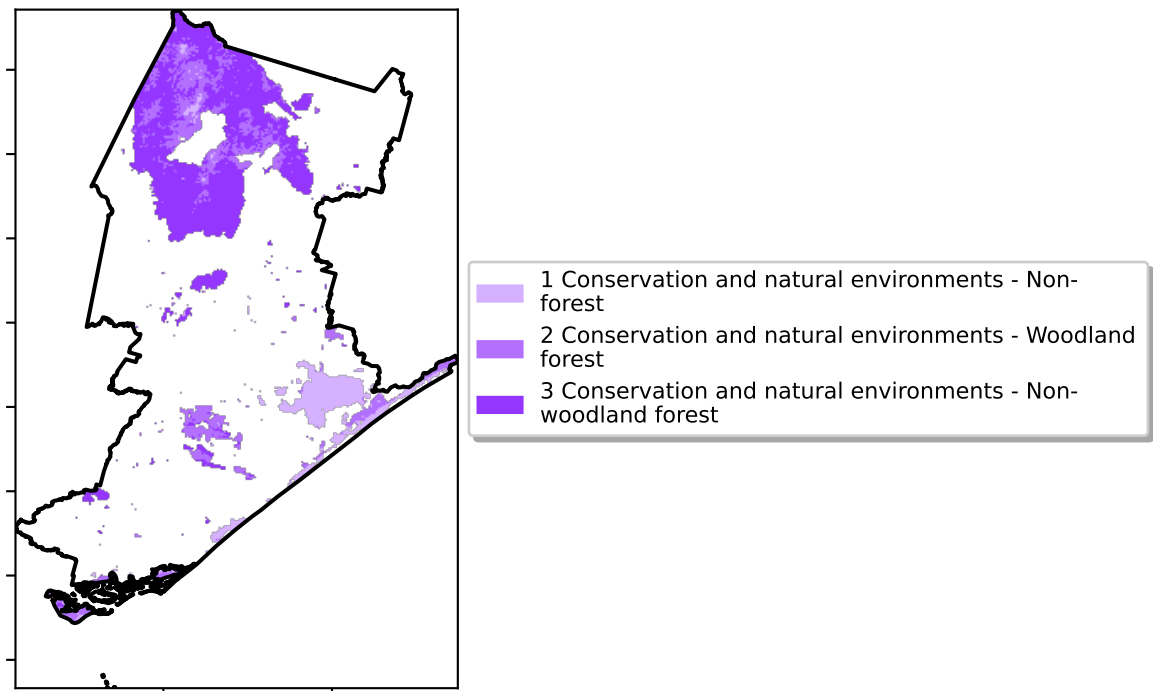 1 Conservation and natural environments - Non-
forest
2 Conservation and natural environments - Woodland
forest
3 Conservation and natural environments - Non-
woodland forest